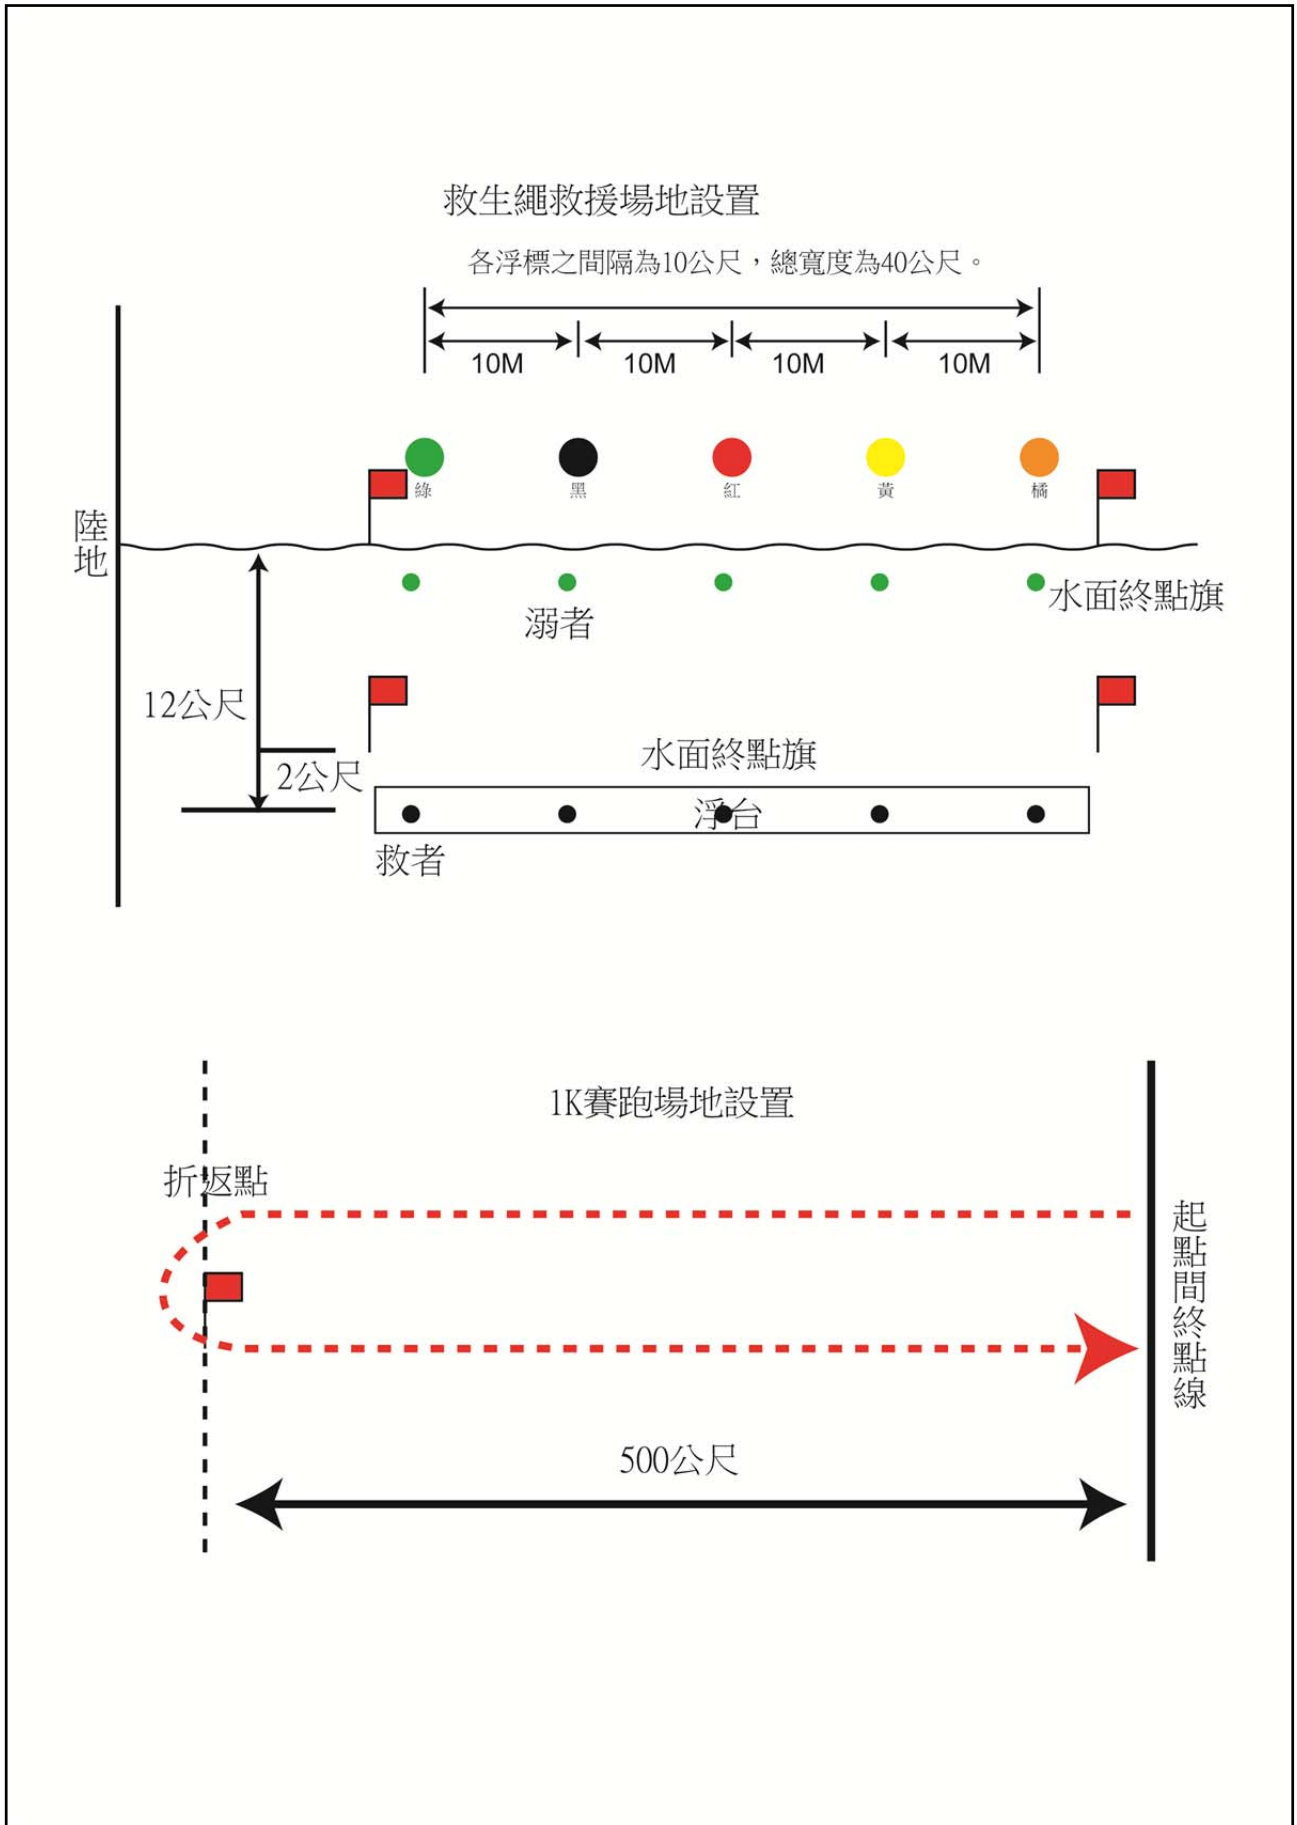 救生繩救援場地設置
各浮標之間隔為10公尺，總寬度為40公尺。
10M 10M 10M 10M
綠 黑 紅 黃 橘
陸地
水面終點旗
溺者
12公尺
水面終點旗
2公尺
浮台
救者
1K賽跑場地設置
折返點
起點間終點線
500公尺